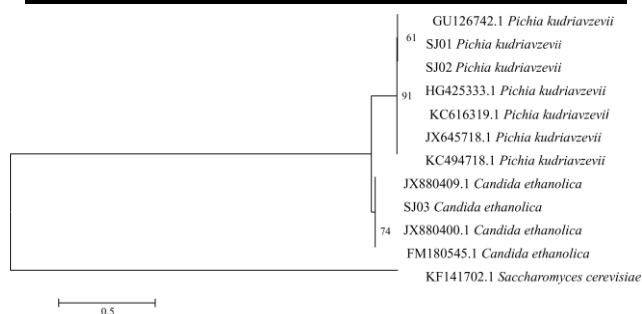 GU126742.1 Pichia kudriavzevii
61
SJ01 Pichia kudriavzevii
SJ02 Pichia kudriavzevii
HG425333.1 Pichia kudriavzevii
91
KC616319.1 Pichia kudriavzevii
JX645718.1 Pichia kudriavzevii
KC494718.1 Pichia kudriavzevii
JX880409.1 Candida ethanolica
SJ03 Candida ethanolica
74
JX880400.1 Candida ethanolica
FM180545.1 Candida ethanolica
KF141702.1 Saccharomyces cerevisiae
0.5